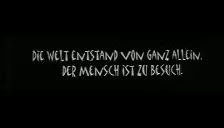 DIE WELT ENTSTAND VON GANZ ALLEIN.
DER MENSCH IST ZU BESUCH.